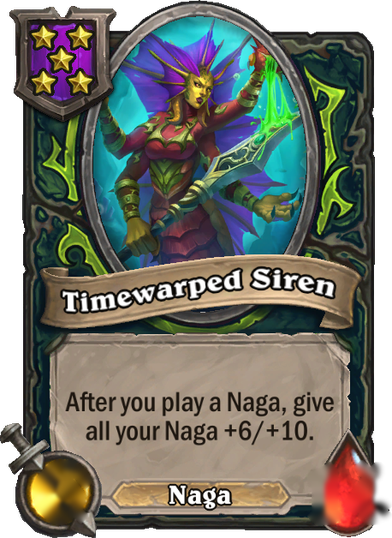 Timewarped Siren
After you play a Naga, give
all your Naga +6/+10.
Naga